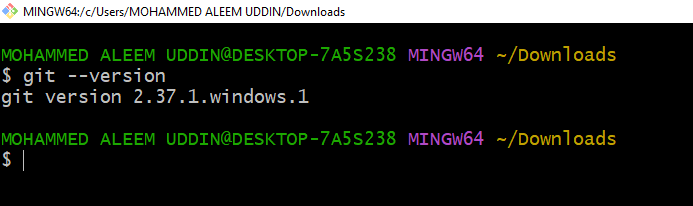 MINGW64:/c/Users/MOHAMMED ALEEM UDDIN/Downloads
MOHAMMED ALEEM UDDIN@DESKTOP-7A5S238 MINGW64 ~/Downloads
$ git --version
git version 2.37.1.windows.1
MOHAMMED ALEEM UDDIN@DESKTOP-7A5S238 MINGW64 ~/Downloads
$